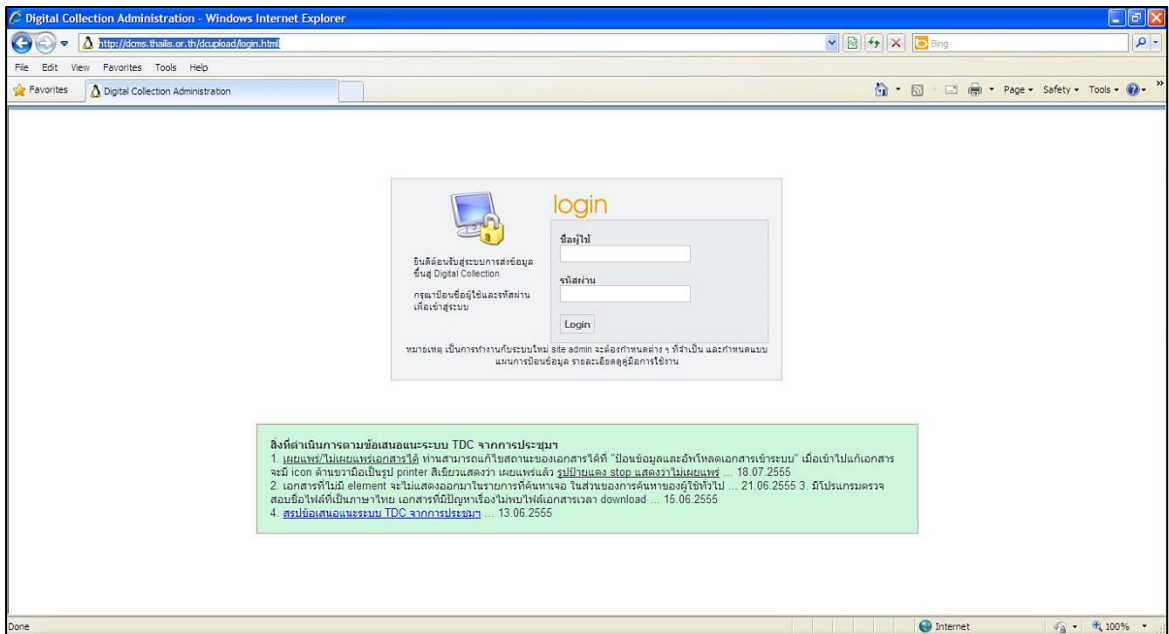 Digital Collection Administration - Windows Internet Explorer
http://dcms.thailis.or.th/dcupload/login.html
Bing
File Edit View Favorites Tools Help
Favorites Digital Collection Administration Page Safety Tools
login
ชื่อผู้ใช้
ยินดีต้อนรับสู่ระบบการส่งข้อมูล
ขึ้นสู่ Digital Collection
รหัสผ่าน
กรุณาป้อนชื่อผู้ใช้และรหัสผ่าน
เพื่อเข้าสู่ระบบ
Login
หมายเหตุ เป็นการทำงานกับระบบใหม่ site admin จะต้องกำหนดต่าง ๆ ที่จำเป็น และกำหนดแบบ
แผนการป้อนข้อมูล รายละเอียดดูคู่มือการใช้งาน
สิ่งที่ดำเนินการตามข้อเสนอแนะระบบ TDC จากการประชุมฯ
1. เผยแพร่/ไม่เผยแพร่เอกสารได้ ท่านสามารถแก้ไขสถานะของเอกสารได้ที่ "ป้อนข้อมูลและอัพโหลดเอกสารเข้าระบบ" เมื่อเข้าไปแก้เอกสาร
จะมี icon ด้านขวามือเป็นรูป printer สีเขียวแสดงว่า เผยแพร่แล้ว รูปป้ายแดง stop แสดงว่าไม่เผยแพร่ ... 18.07.2555
2. เอกสารที่ไม่มี element จะไม่แสดงออกมาในรายการที่ค้นหาเจอ ในส่วนของการค้นหาของผู้ใช้ทั่วไป ... 21.06.2555 3. มีโปรแกรมตรวจ
สอบชื่อไฟล์ที่เป็นภาษาไทย เอกสารที่มีปัญหาเรื่องไม่พบไฟล์เอกสารเวลา download ... 15.06.2555
4. สรุปข้อเสนอแนะระบบ TDC จากการประชุมฯ ... 13.06.2555
Done Internet 100%